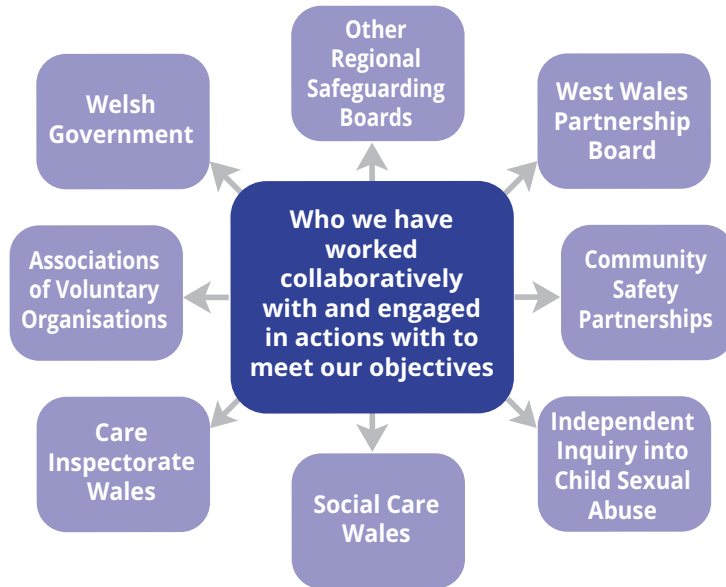 Other
Regional
Safeguarding
Boards
Welsh
Government
West Wales
Partnership
Board
Who we have
worked
collaboratively
with and engaged
in actions with to
meet our objectives
Associations
of Voluntary
Organisations
Community
Safety
Partnerships
Care
Inspectorate
Wales
Social Care
Wales
Independent
Inquiry into
Child Sexual
Abuse